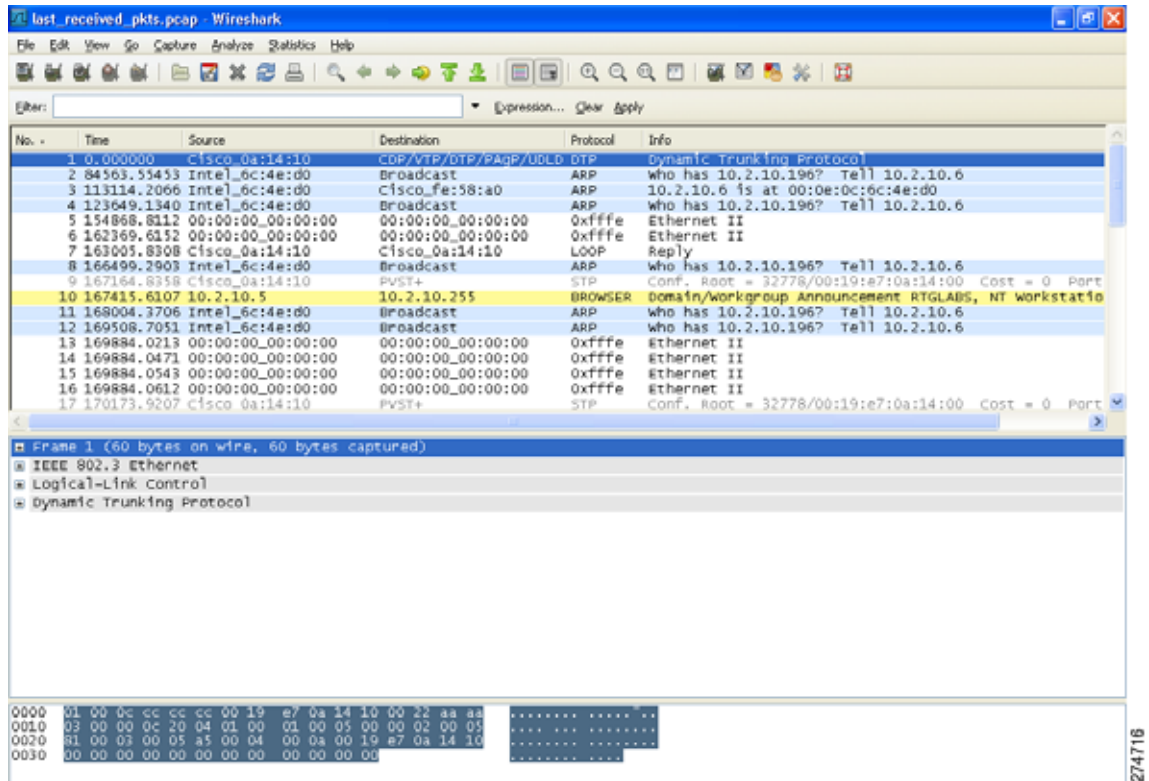 last_received_pkts.pcap - Wireshark
File Edit View Go Capture Analyze Statistics Help
Filter: Expression... Clear Apply
No. . Time Source Destination Protocol Info
1 0.000000 Cisco_0a:14:10 CDP/VTP/DTP/PAgP/UDLD DTP Dynamic Trunking Protocol
2 84563.55453 Intel_6c:4e:d0 Broadcast ARP who has 10.2.10.196? Tell 10.2.10.6
3 113114.2066 Intel_6c:4e:d0 Cisco_fe:58:a0 ARP 10.2.10.6 is at 00:0e:0c:6c:4e:d0
4 123649.1340 Intel_6c:4e:d0 Broadcast ARP who has 10.2.10.196? Tell 10.2.10.6
5 154868.8112 00:00:00_00:00:00 00:00:00_00:00:00 0xfffe Ethernet II
6 162369.6152 00:00:00_00:00:00 00:00:00_00:00:00 0xfffe Ethernet II
7 163005.8308 Cisco_0a:14:10 Cisco_0a:14:10 LOOP Reply
8 166499.2903 Intel_6c:4e:d0 Broadcast ARP who has 10.2.10.196? Tell 10.2.10.6
9 167164.8358 Cisco_0a:14:10 PVST+ STP Conf. Root = 32778/00:19:e7:0a:14:00 Cost = 0 Port
10 167415.6107 10.2.10.5 10.2.10.255 BROWSER Domain/Workgroup Announcement RTGLABS, NT Workstatio
11 168004.3706 Intel_6c:4e:d0 Broadcast ARP who has 10.2.10.196? Tell 10.2.10.6
12 169508.7051 Intel_6c:4e:d0 Broadcast ARP who has 10.2.10.196? Tell 10.2.10.6
13 169884.0213 00:00:00_00:00:00 00:00:00_00:00:00 0xfffe Ethernet II
14 169884.0471 00:00:00_00:00:00 00:00:00_00:00:00 0xfffe Ethernet II
15 169884.0543 00:00:00_00:00:00 00:00:00_00:00:00 0xfffe Ethernet II
16 169884.0612 00:00:00_00:00:00 00:00:00_00:00:00 0xfffe Ethernet II
17 170173.9207 Cisco_0a:14:10 PVST+ STP Conf. Root = 32778/00:19:e7:0a:14:00 Cost = 0 Port
Frame 1 (60 bytes on wire, 60 bytes captured)
IEEE 802.3 Ethernet
Logical-Link Control
Dynamic Trunking Protocol
0000 01 00 0c cc cc cc 00 19 e7 0a 14 10 00 22 aa aa ........ .....".. 
0010 03 00 00 0c 20 04 01 00 01 00 05 00 00 02 00 05 .... ... ........
0020 81 00 03 00 05 a5 00 04 00 0a 00 19 e7 0a 14 10 ........ ........
0030 00 00 00 00 00 00 00 00 00 00 00 00 ........ ....
274716